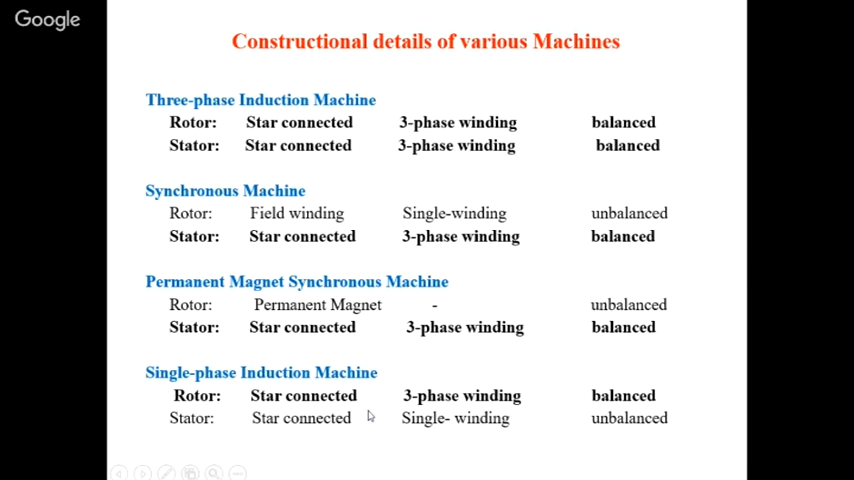 Google
Constructional details of various Machines
Three-phase Induction Machine
Rotor: Star connected 3-phase winding balanced
Stator: Star connected 3-phase winding balanced
Synchronous Machine
Rotor: Field winding Single-winding unbalanced
Stator: Star connected 3-phase winding balanced
Permanent Magnet Synchronous Machine
Rotor: Permanent Magnet - unbalanced
Stator: Star connected 3-phase winding balanced
Single-phase Induction Machine
Rotor: Star connected 3-phase winding balanced
Stator: Star connected Single- winding unbalanced